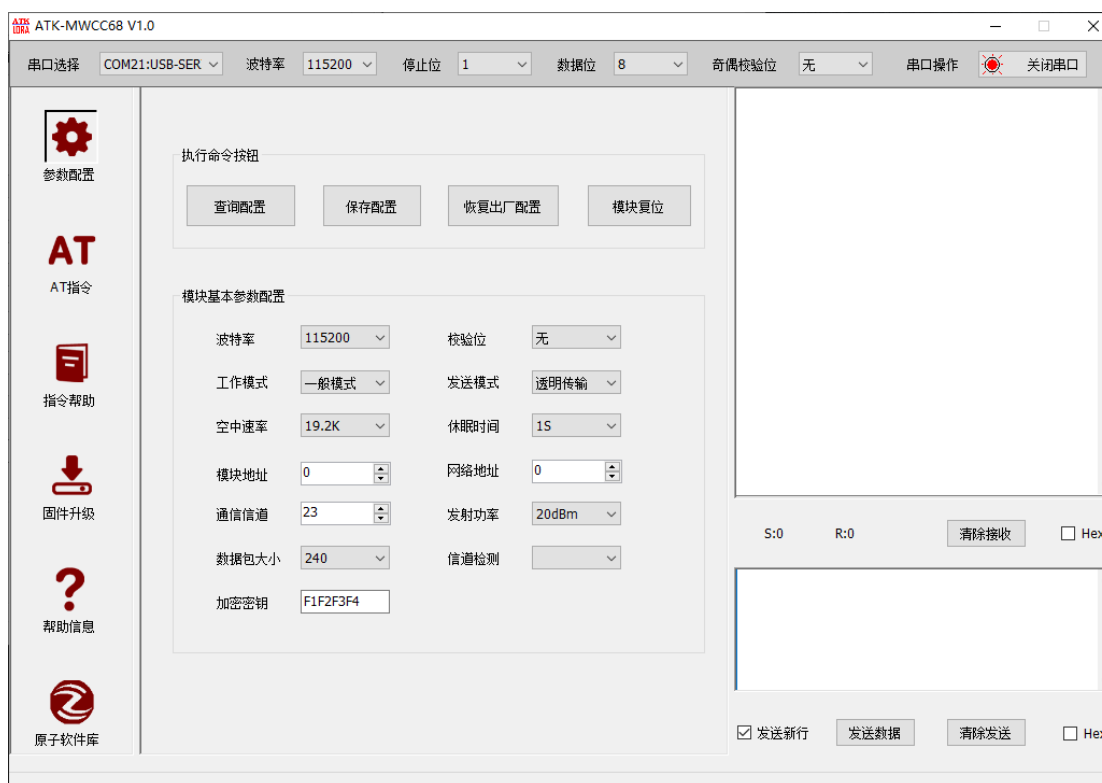 ATK LORA ATK-MWCC68 V1.0
串口选择 COM21:USB-SER 波特率 115200 停止位 1 数据位 8 奇偶校验位 无 串口操作 关闭串口
参数配置
AT
AT指令
指令帮助
固件升级
?
帮助信息
原子软件库
执行命令按钮
查询配置 保存配置 恢复出厂配置 模块复位
模块基本参数配置
波特率 115200 校验位 无
工作模式 一般模式 发送模式 透明传输
空中速率 19.2K 休眠时间 1S
模块地址 0 网络地址 0
通信信道 23 发射功率 20dBm
数据包大小 240 信道检测
加密密钥 F1F2F3F4
S:0 R:0 清除接收 Hex
发送新行 发送数据 清除发送 He